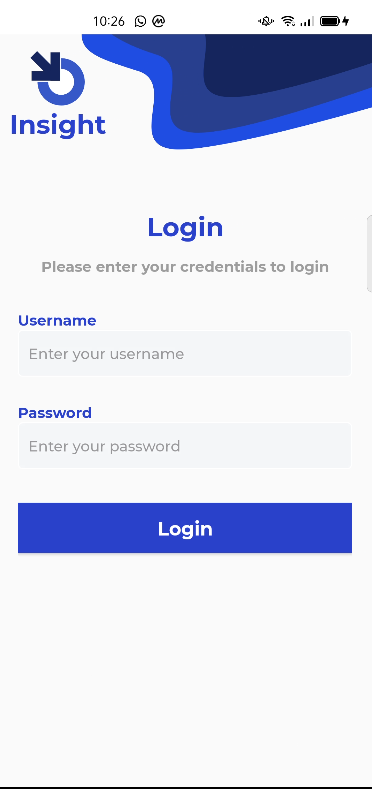 10:26
Insight
Login
Please enter your credentials to login
Username
Enter your username
Password
Enter your password
Login